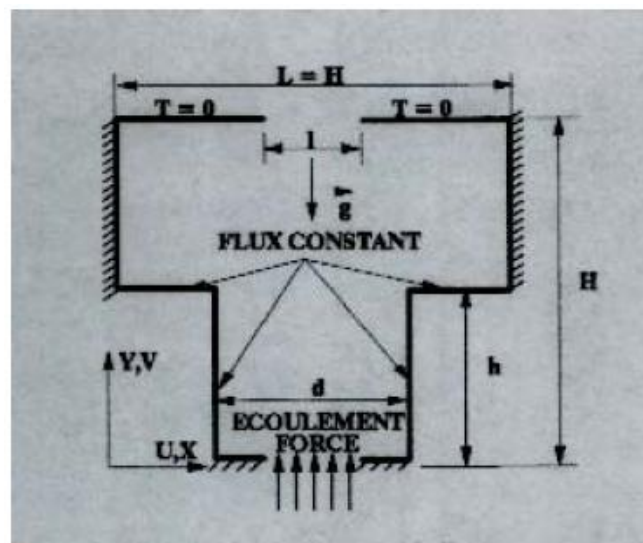 L = H
T = 0 T = 0
l
g
FLUX CONSTANT
H
Y,V
h
d
ECOULEMENT
FORCE
U,X